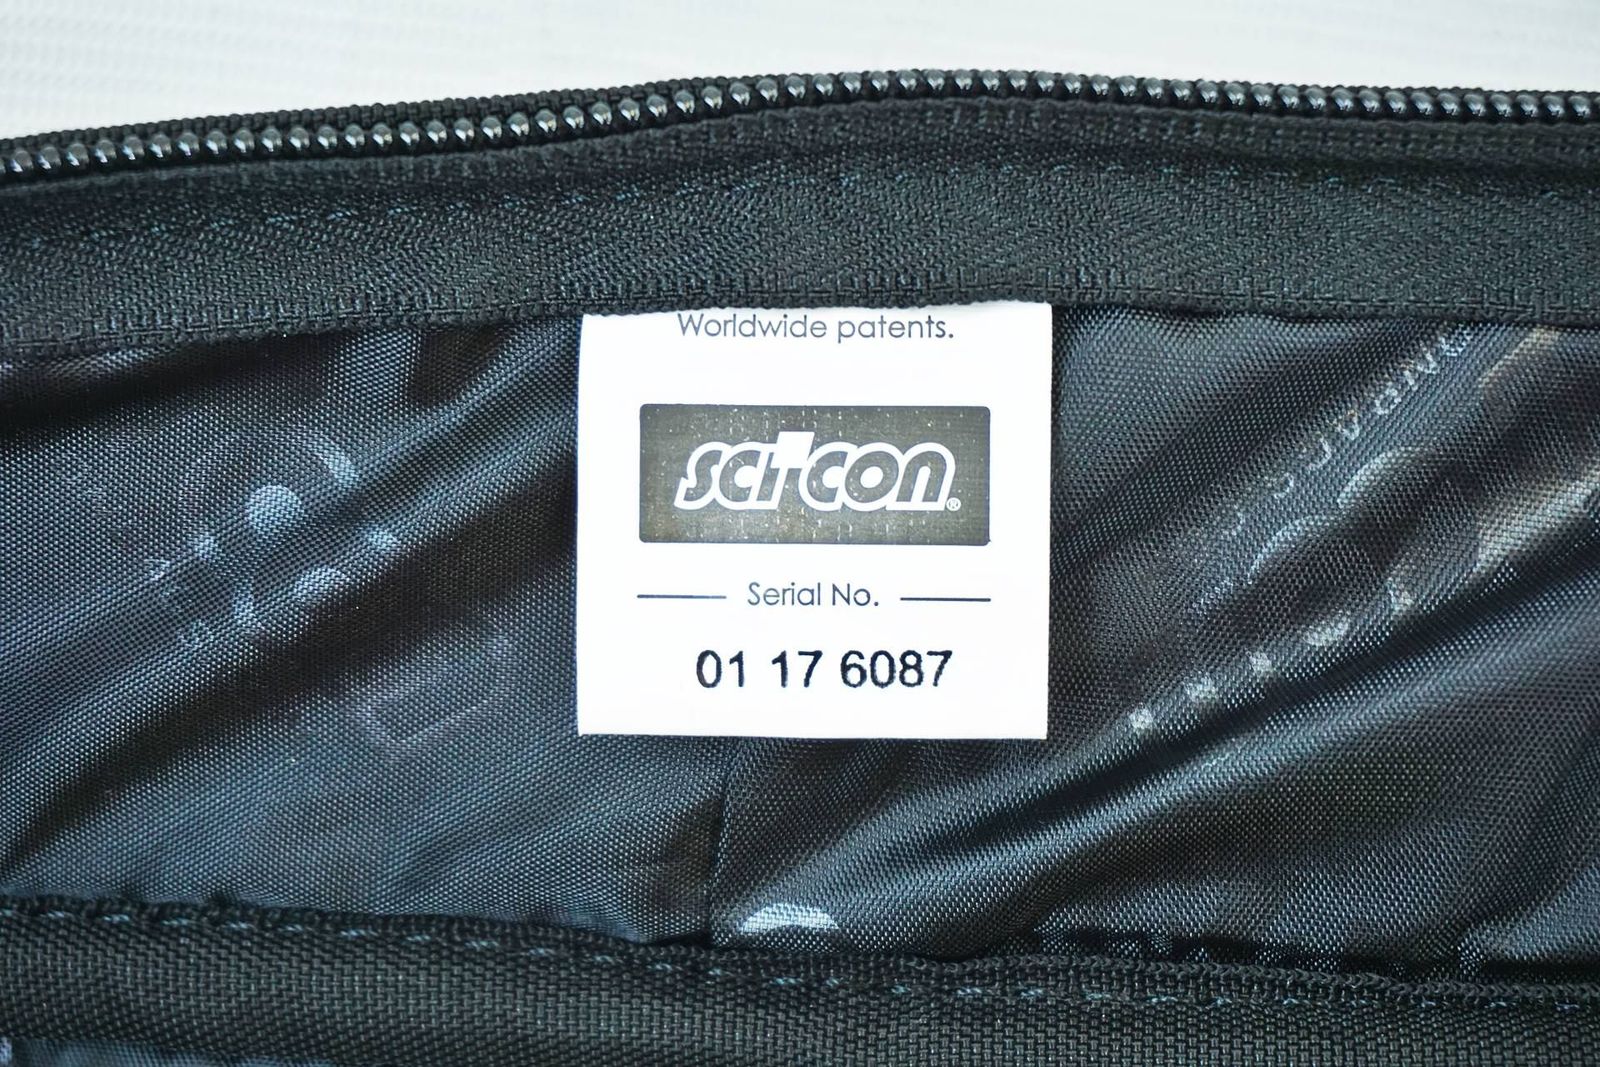 Worldwide patents.
scicon®
Serial No.
01 17 6087